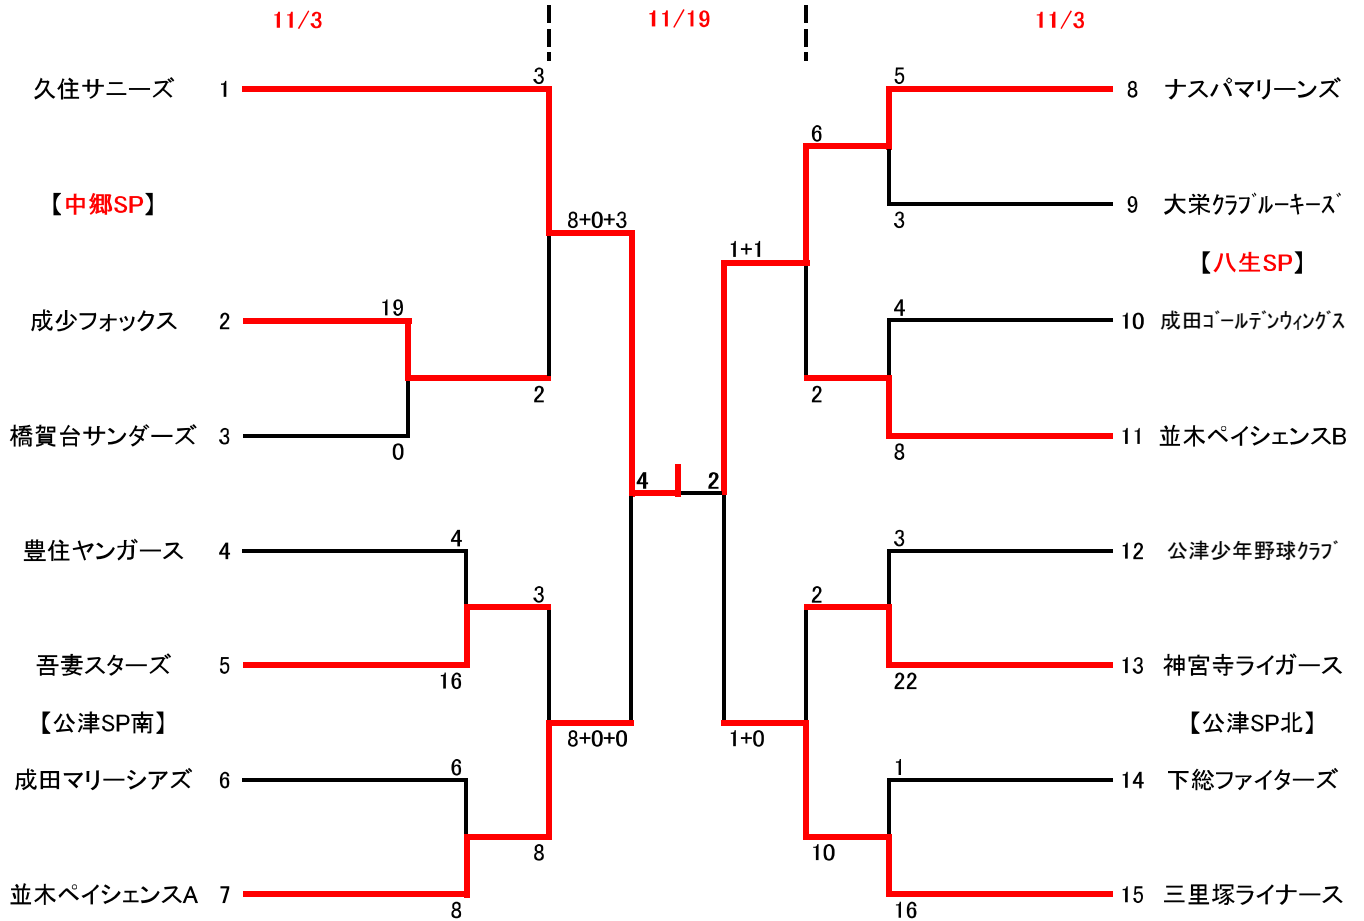 11/3 11/19 11/3
3 5
久住サニーズ 1 8 ナスパマリーンズ
6
【中郷SP】 8+0+3 3 9 大栄クラブルーキーズ
1+1 【八生SP】
19 4
成少フォックス 2 10 成田ゴールデンウィングス
2 2
橋賀台サンダーズ 3 11 並木ペイシェンスB
0 8
4 2
4 3
豊住ヤンガース 4 12 公津少年野球クラブ
3 2
吾妻スターズ 5 13 神宮寺ライガース
16 22
【公津SP南】 【公津SP北】
8+0+0 1+0
6 1
成田マリーシアズ 6 14 下総ファイターズ
8 10
並木ペイシェンスA 7 15 三里塚ライナース
8 16